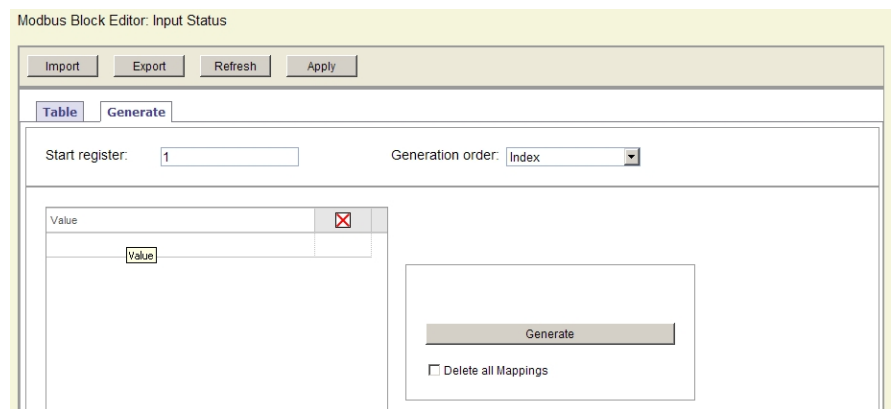 Modbus Block Editor: Input Status
Import Export Refresh Apply
Table Generate
Start register: 1 Generation order: Index
Value
Value
Generate
Delete all Mappings